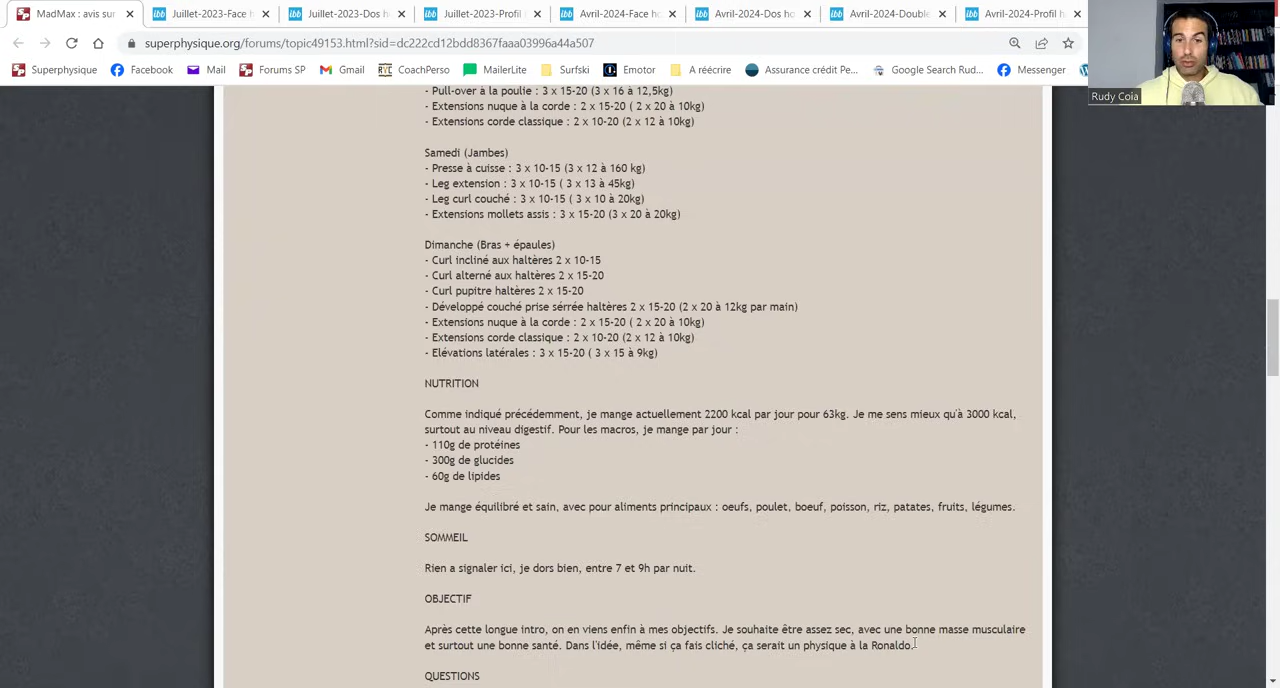 MadMax : avis sur
Juillet-2023-Face h
Juillet-2023-Dos h
Juillet-2023-Profil
Avril-2024-Face h
Avril-2024-Dos h
Avril-2024-Double
Avril-2024-Profil h
superphysique.org/forums/topic49153.html?sid=dc222cd12bdd8367faaa03996a44a507
Superphysique
Facebook
Mail
Forums SP
Gmail
CoachPerso
MailerLite
Surfski
Emotor
A réécrire
Assurance crédit Pe...
Google Search Rud...
Messenger
Rudy Coia
- Pull-over à la poulie : 3 x 15-20 (3 x 16 à 12,5kg)
- Extensions nuque à la corde : 2 x 15-20 ( 2 x 20 à 10kg)
- Extensions corde classique : 2 x 10-20 (2 x 12 à 10kg)
Samedi (Jambes)
- Presse à cuisse : 3 x 10-15 (3 x 12 à 160 kg)
- Leg extension : 3 x 10-15 ( 3 x 13 à 45kg)
- Leg curl couché : 3 x 10-15 ( 3 x 10 à 20kg)
- Extensions mollets assis : 3 x 15-20 (3 x 20 à 20kg)
Dimanche (Bras + épaules)
- Curl incliné aux haltères 2 x 10-15
- Curl alterné aux haltères 2 x 15-20
- Curl pupitre haltères 2 x 15-20
- Développé couché prise sérrée haltères 2 x 15-20 (2 x 20 à 12kg par main)
- Extensions nuque à la corde : 2 x 15-20 ( 2 x 20 à 10kg)
- Extensions corde classique : 2 x 10-20 (2 x 12 à 10kg)
- Elévations latérales : 3 x 15-20 ( 3 x 15 à 9kg)
NUTRITION
Comme indiqué précédemment, je mange actuellement 2200 kcal par jour pour 63kg. Je me sens mieux qu'à 3000 kcal,
surtout au niveau digestif. Pour les macros, je mange par jour :
- 110g de protéines
- 300g de glucides
- 60g de lipides
Je mange équilibré et sain, avec pour aliments principaux : oeufs, poulet, boeuf, poisson, riz, patates, fruits, légumes.
SOMMEIL
Rien a signaler ici, je dors bien, entre 7 et 9h par nuit.
OBJECTIF
Après cette longue intro, on en viens enfin à mes objectifs. Je souhaite être assez sec, avec une bonne masse musculaire
et surtout une bonne santé. Dans l'idée, même si ça fais cliché, ça serait un physique à la Ronaldo.
QUESTIONS